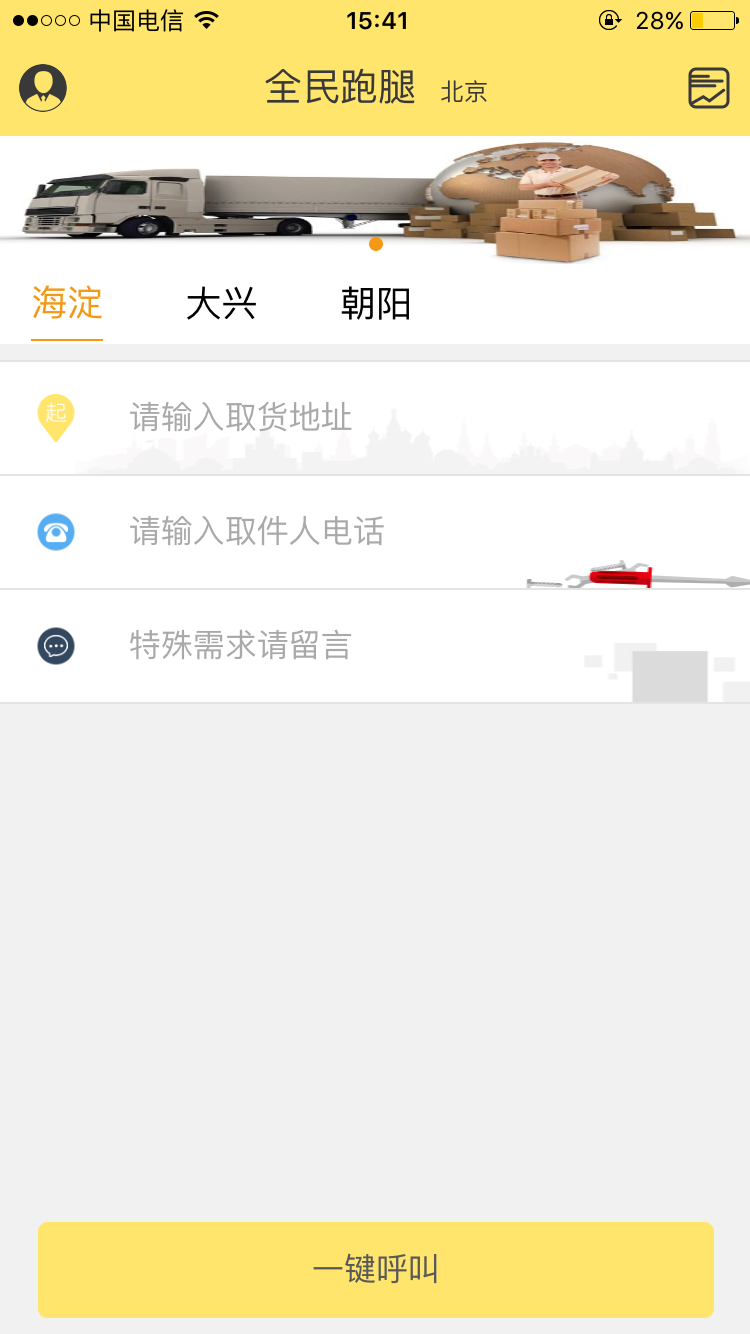 中国电信 15:41 28%
全民跑腿 北京
海淀 大兴 朝阳
起 请输入取货地址
请输入取件人电话
特殊需求请留言
一键呼叫